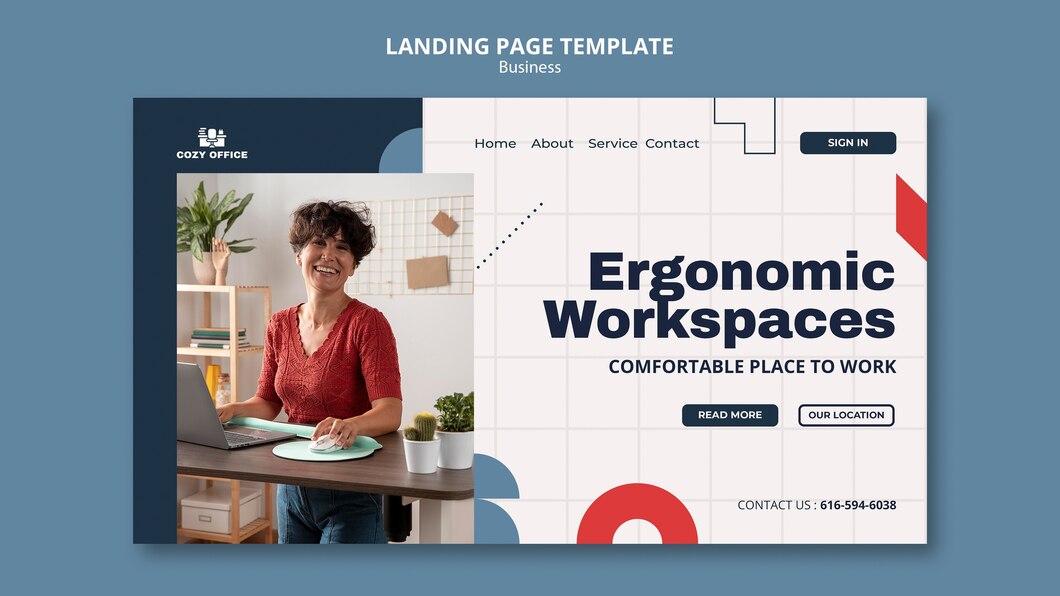 LANDING PAGE TEMPLATE
Business
COZY OFFICE
Home About Service Contact
SIGN IN
Ergonomic
Workspaces
COMFORTABLE PLACE TO WORK
READ MORE
OUR LOCATION
CONTACT US : 616-594-6038